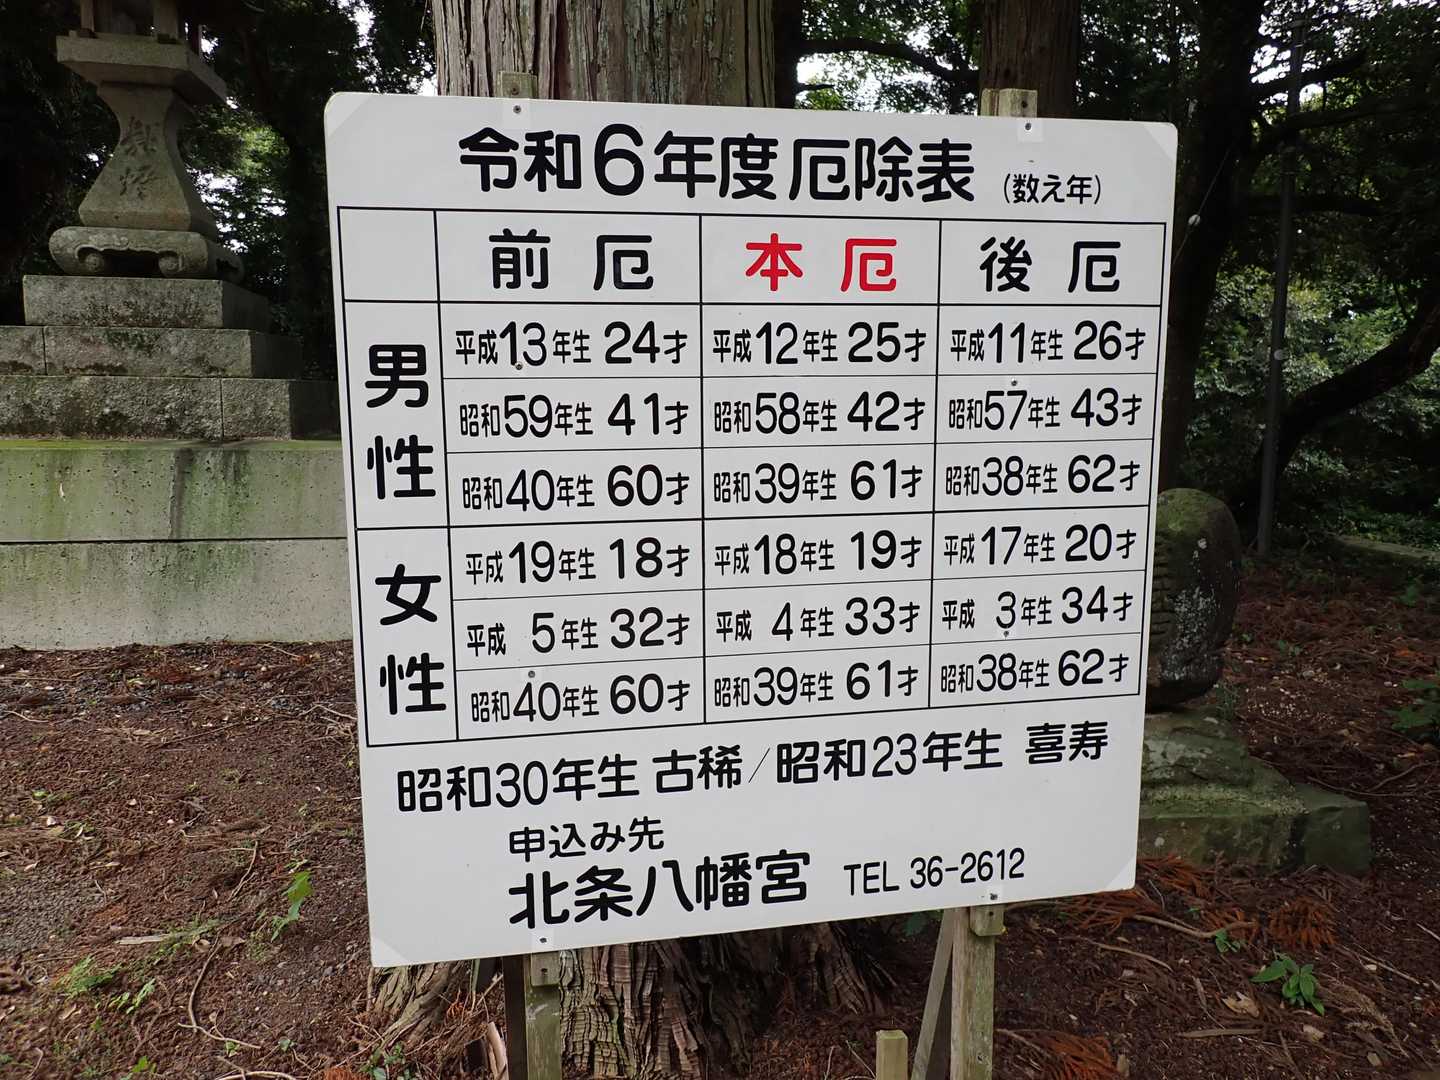 令和6年度厄除表 (数え年)
前厄 本厄 後厄
男性
平成13年生 24才 平成12年生 25才 平成11年生 26才
昭和59年生 41才 昭和58年生 42才 昭和57年生 43才
昭和40年生 60才 昭和39年生 61才 昭和38年生 62才
女性
平成19年生 18才 平成18年生 19才 平成17年生 20才
平成 5年生 32才 平成 4年生 33才 平成 3年生 34才
昭和40年生 60才 昭和39年生 61才 昭和38年生 62才
昭和30年生 古稀/昭和23年生 喜寿
申込み先
北条八幡宮 TEL 36-2612